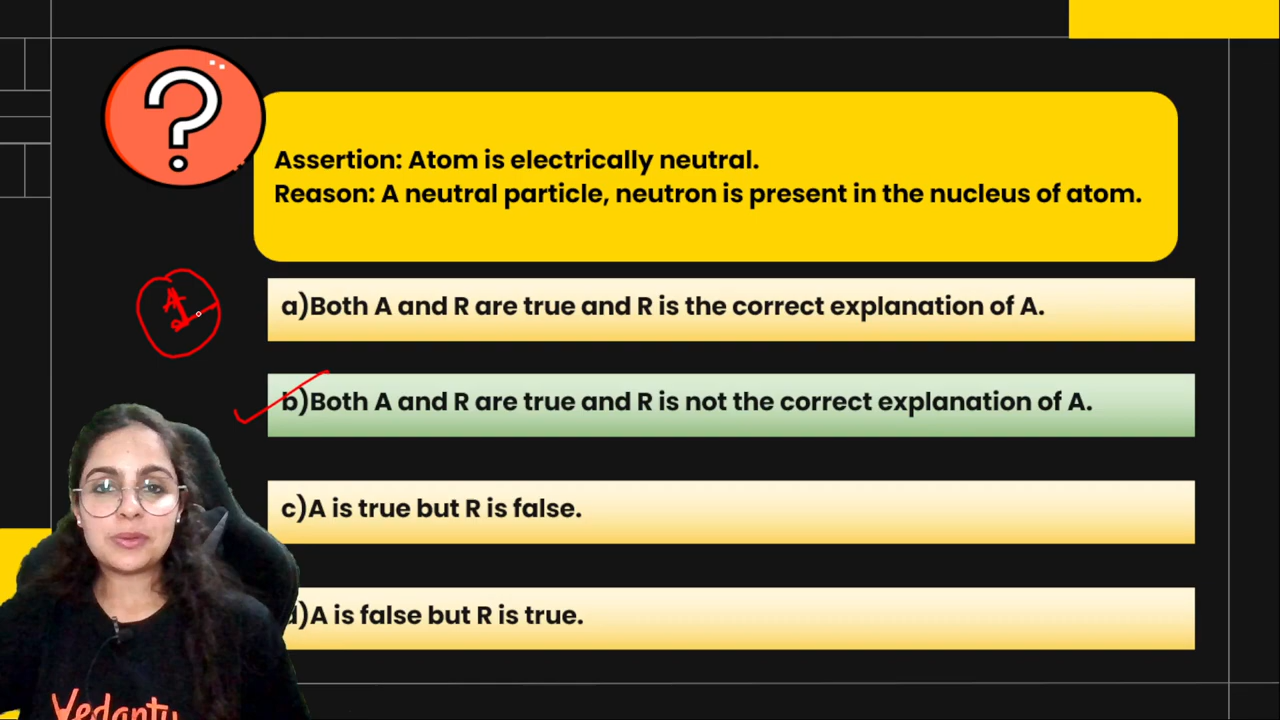 Assertion: Atom is electrically neutral.
Reason: A neutral particle, neutron is present in the nucleus of atom.
a)Both A and R are true and R is the correct explanation of A.
b)Both A and R are true and R is not the correct explanation of A.
c)A is true but R is false.
d)A is false but R is true.
Vedantu